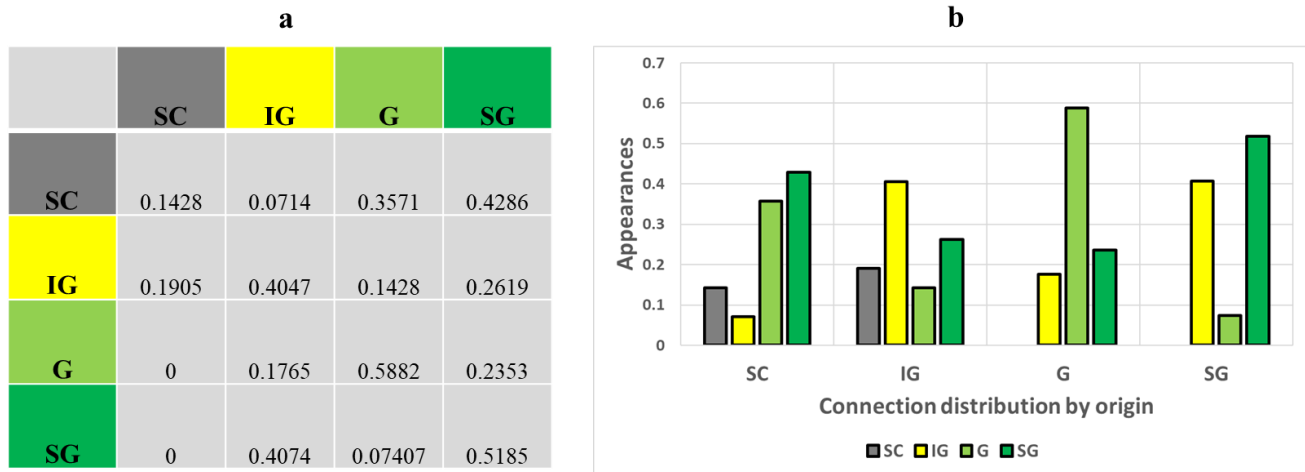 a
SC IG G SG
SC 0.1428 0.0714 0.3571 0.4286
IG 0.1905 0.4047 0.1428 0.2619
G 0 0.1765 0.5882 0.2353
SG 0 0.4074 0.07407 0.5185
b
Appearances
0.7
0.6
0.5
0.4
0.3
0.2
0.1
0
SC IG G SG
Connection distribution by origin
SC IG G SG